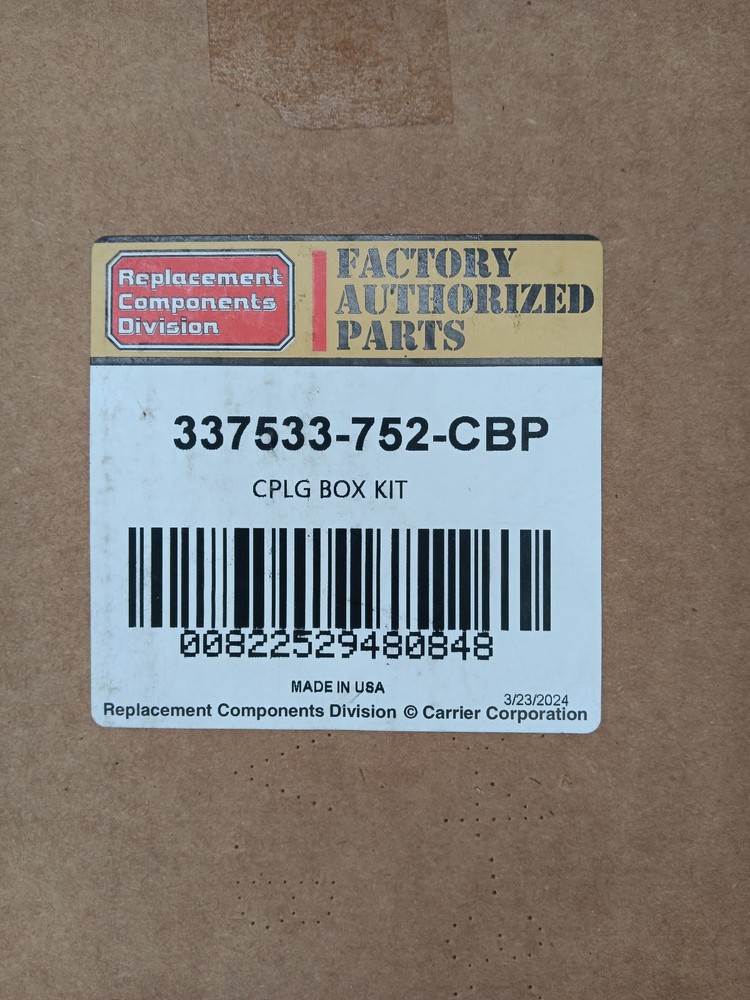 Replacement
Components
Division
FACTORY
AUTHORIZED
PARTS
337533-752-CBP
CPLG BOX KIT
00822529480848
MADE IN USA
3/23/2024
Replacement Components Division © Carrier Corporation